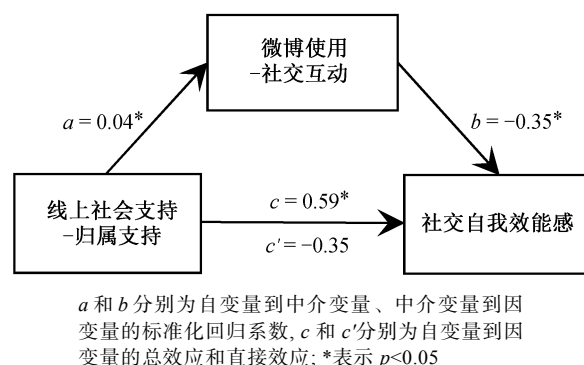 微博使用
-社交互动
a = 0.04*
b = −0.35*
线上社会支持
-归属支持
c = 0.59*
c' = −0.35
社交自我效能感
a 和 b 分别为自变量到中介变量、中介变量到因
变量的标准化回归系数, c 和 c'分别为自变量到因
变量的总效应和直接效应; *表示 p<0.05